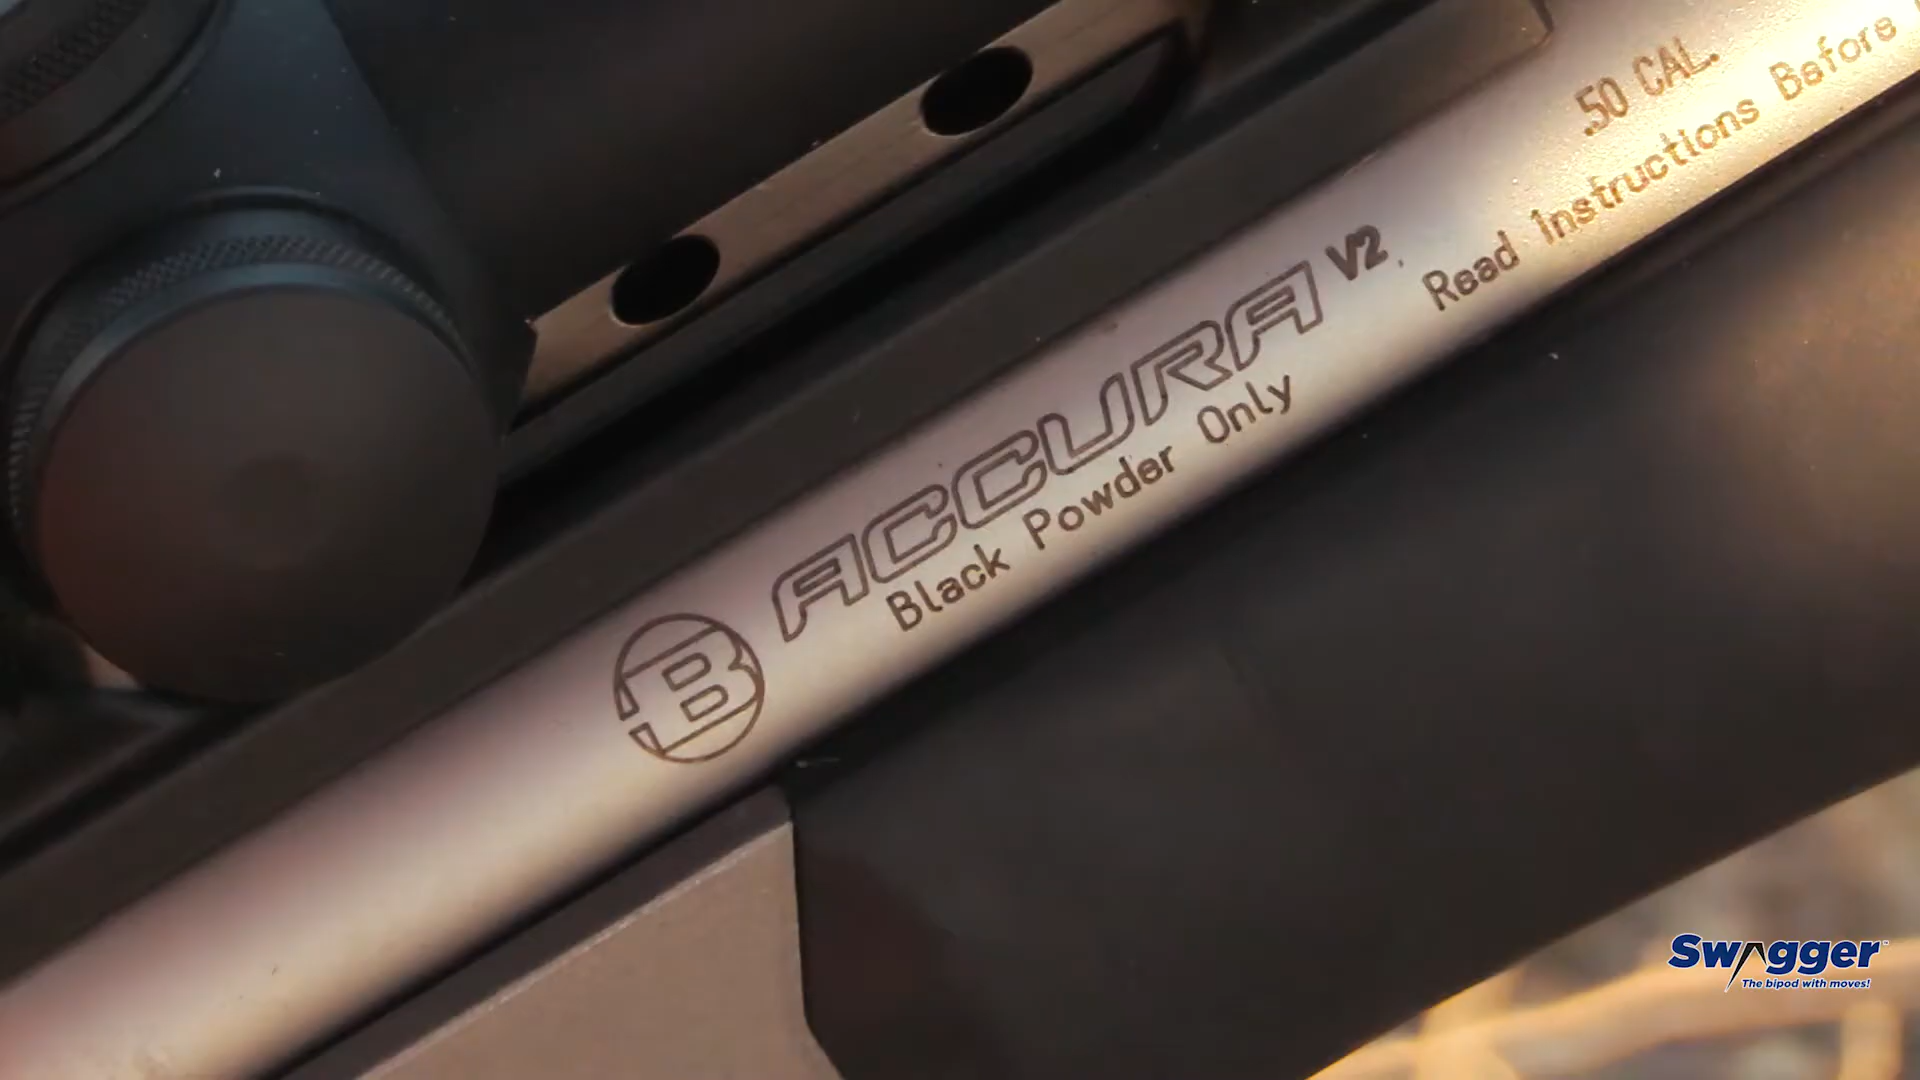 .50 CAL.
Read Instructions Before
ACCURA V2
Black Powder Only
B
Swagger
The bipod with moves!